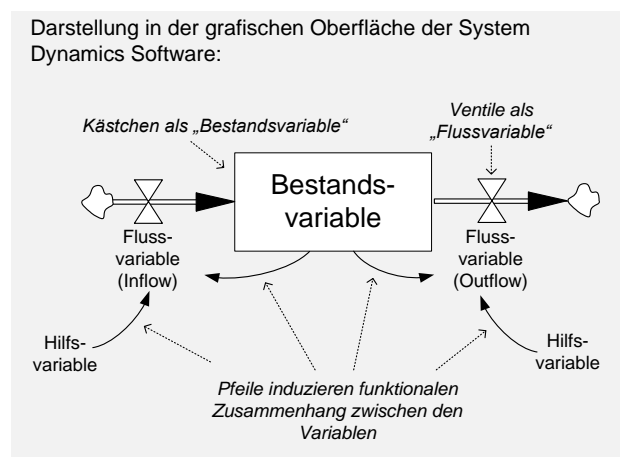 Darstellung in der grafischen Oberfläche der System
Dynamics Software:
Kästchen als „Bestandsvariable“
Ventile als
„Flussvariable“
Bestands-
variable
Fluss-
variable
(Inflow)
Fluss-
variable
(Outflow)
Hilfs-
variable
Hilfs-
variable
Pfeile induzieren funktionalen
Zusammenhang zwischen den
Variablen